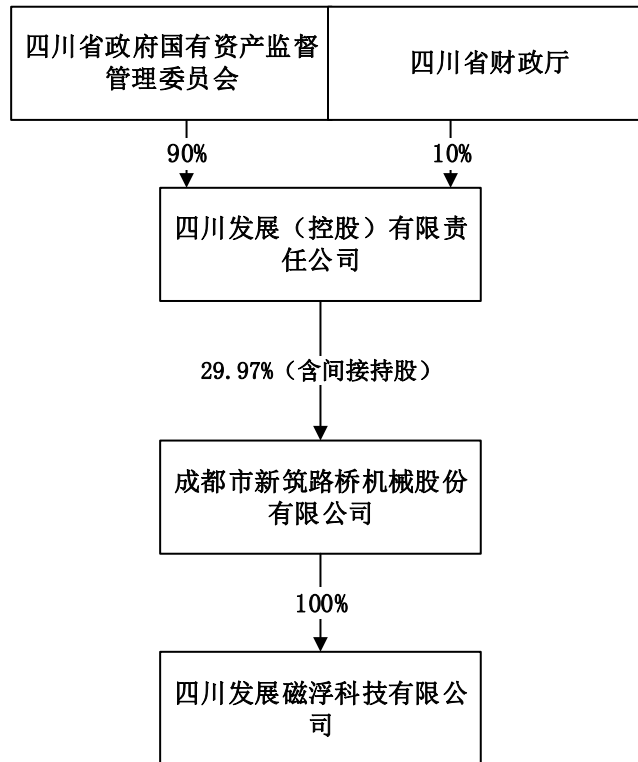 四川省政府国有资产监督
管理委员会
四川省财政厅
90%
10%
四川发展（控股）有限责
任公司
29.97%（含间接持股）
成都市新筑路桥机械股份
有限公司
100%
四川发展磁浮科技有限公
司